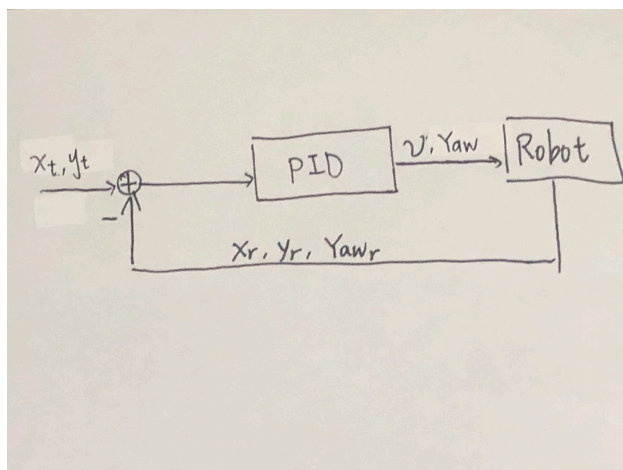 xt, yt
PID
v, Yaw
Robot
-
xr, yr, Yawr